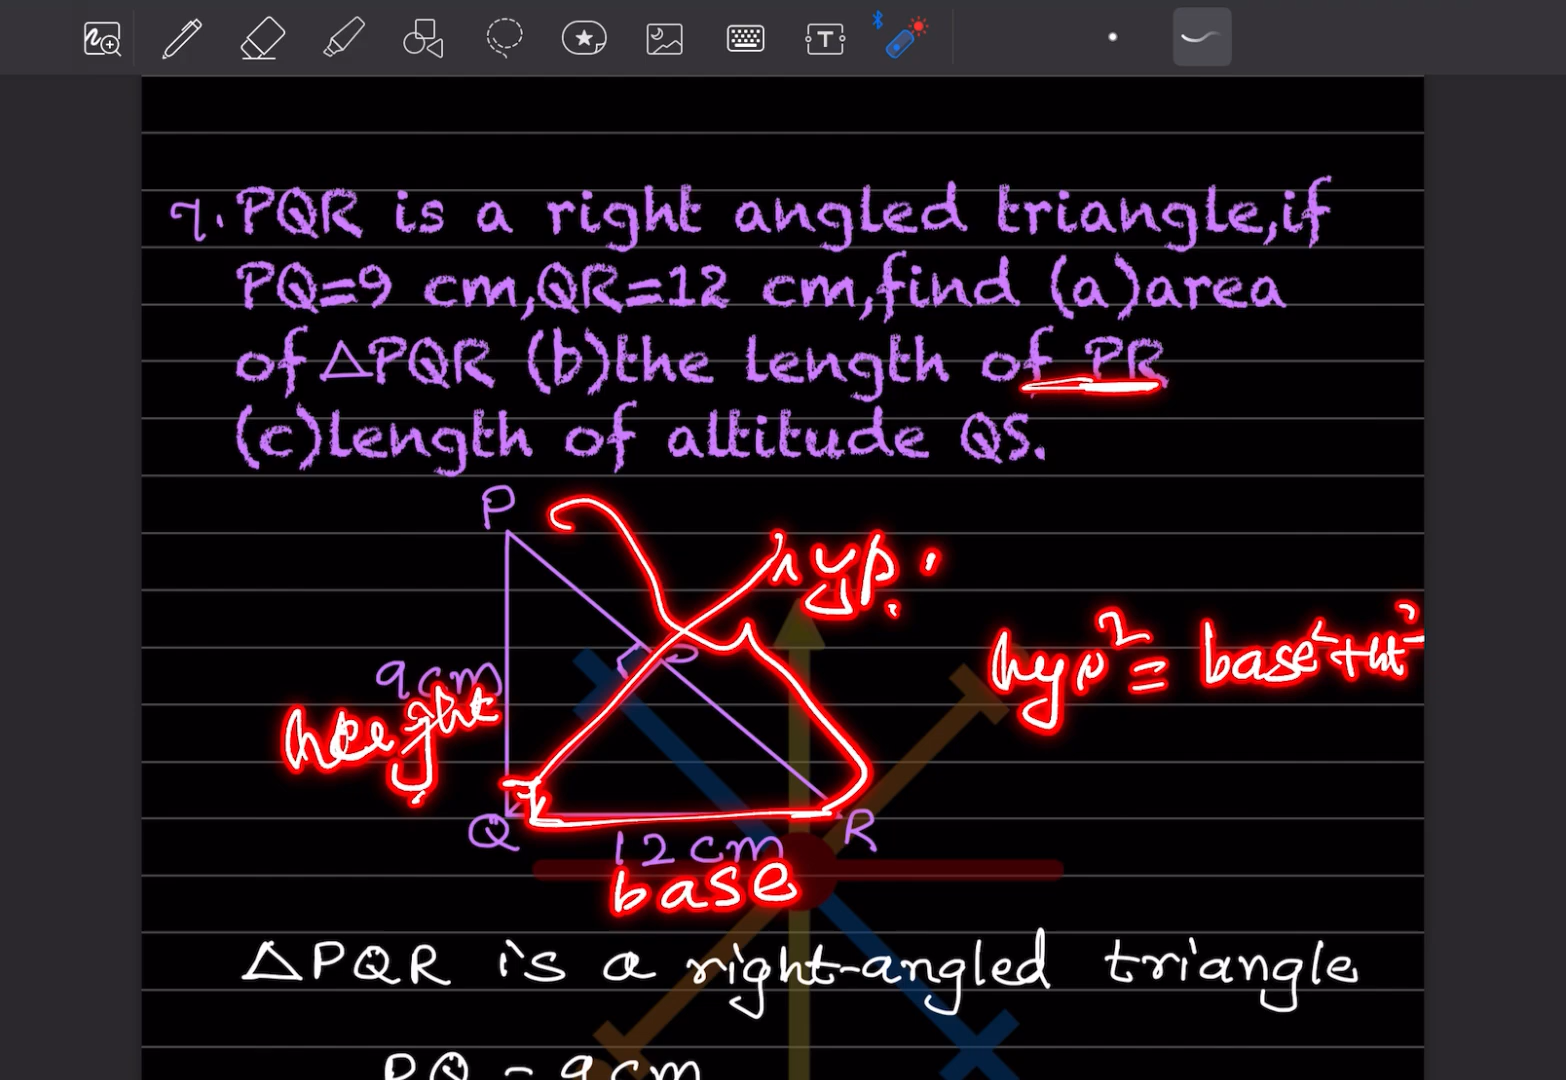 q. PQR is a right angled triangle,if
PQ=9 cm,QR=12 cm,find (a)area
of △PQR (b)the length of PR
(c)length of altitude QS.
P
hyp.
hyp² = base²+ht²
9cm
height
Q
R
12 cm
base
△PQR is a right-angled triangle
PQ = 9cm